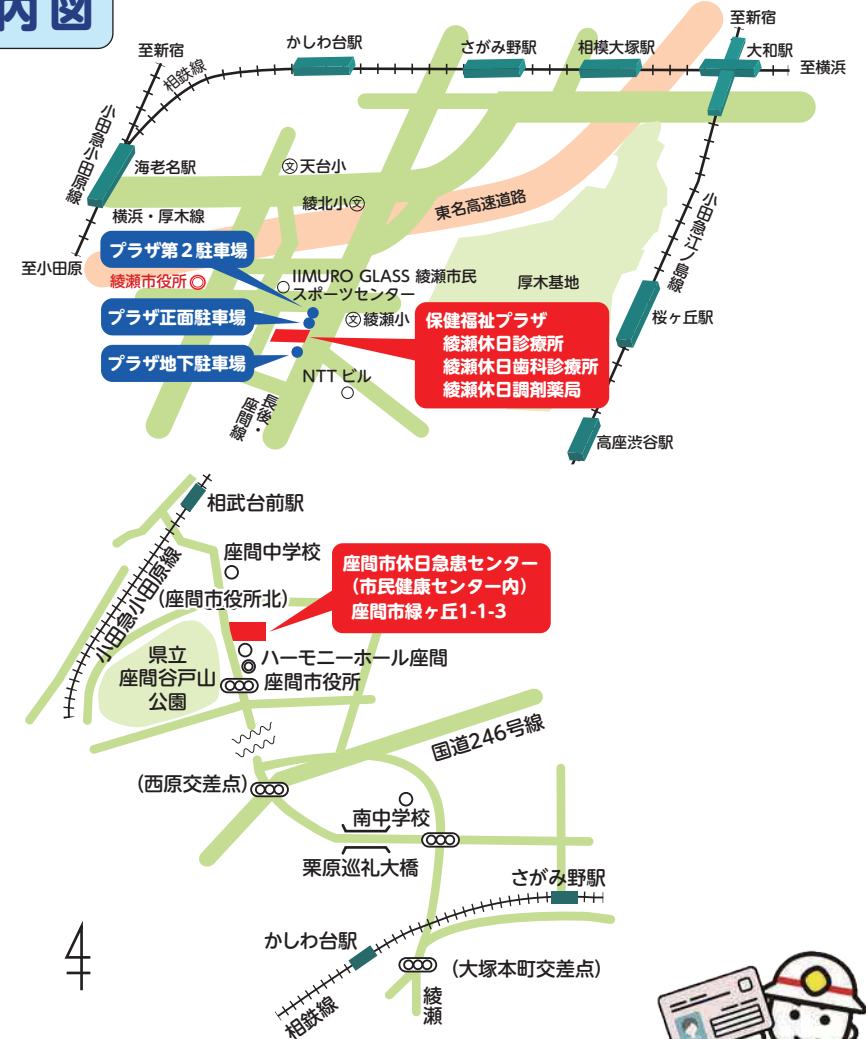 内図
至新宿
至新宿
かしわ台駅
さがみ野駅
相模大塚駅
大和駅
至横浜
相鉄線
小田急小田原線
海老名駅
文天台小
綾北小文
東名高速道路
横浜・厚木線
小田急江ノ島線
至小田原
プラザ第2駐車場
綾瀬市役所
IIMURO GLASS 綾瀬市民
スポーツセンター
厚木基地
プラザ正面駐車場
文綾瀬小
保健福祉プラザ
綾瀬休日診療所
綾瀬休日歯科診療所
綾瀬休日調剤薬局
桜ヶ丘駅
プラザ地下駐車場
NTTビル
長後・
座間線
高座渋谷駅
相武台前駅
座間中学校
小田急小田原線
座間市休日急患センター
(市民健康センター内)
座間市緑ヶ丘1-1-3
(座間市役所北)
県立
座間谷戸山
公園
ハーモニーホール座間
座間市役所
国道246号線
(西原交差点)
南中学校
栗原巡礼大橋
さがみ野駅
かしわ台駅
(大塚本町交差点)
綾瀬
相鉄線